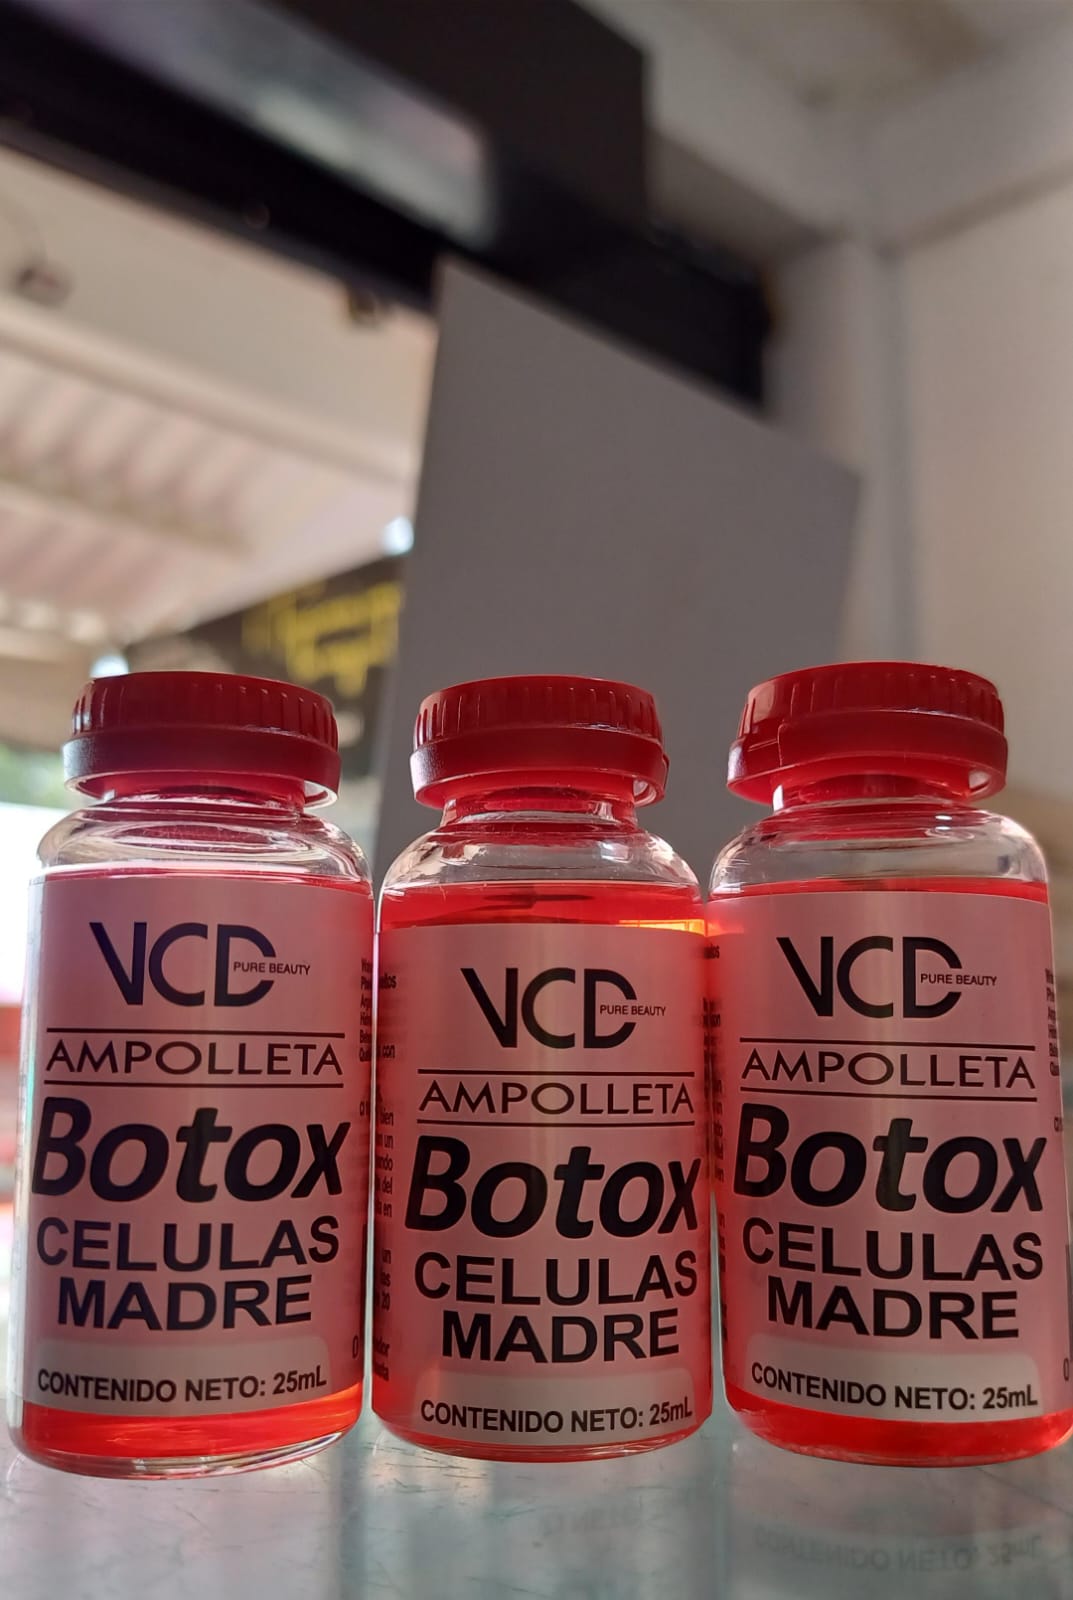 VCD PURE BEAUTY
AMPOLLETA
Botox
CELULAS
MADRE
CONTENIDO NETO: 25mL
VCD PURE BEAUTY
AMPOLLETA
Botox
CELULAS
MADRE
CONTENIDO NETO: 25mL
VCD PURE BEAUTY
AMPOLLETA
Botox
CELULAS
MADRE
CONTENIDO NETO: 25mL